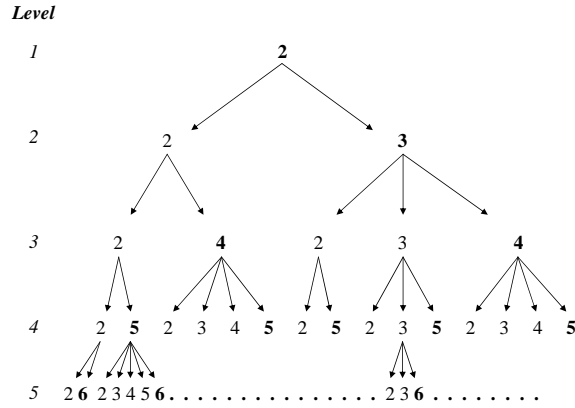 Level
1 2
2 2 3
3 2 4 2 3 4
4 2 5 2 3 4 5 2 5 2 3 5 2 3 4 5
5 2 6 2 3 4 5 6 . . . . . . . . . . . . . . . . 2 3 6 . . . . . . . .